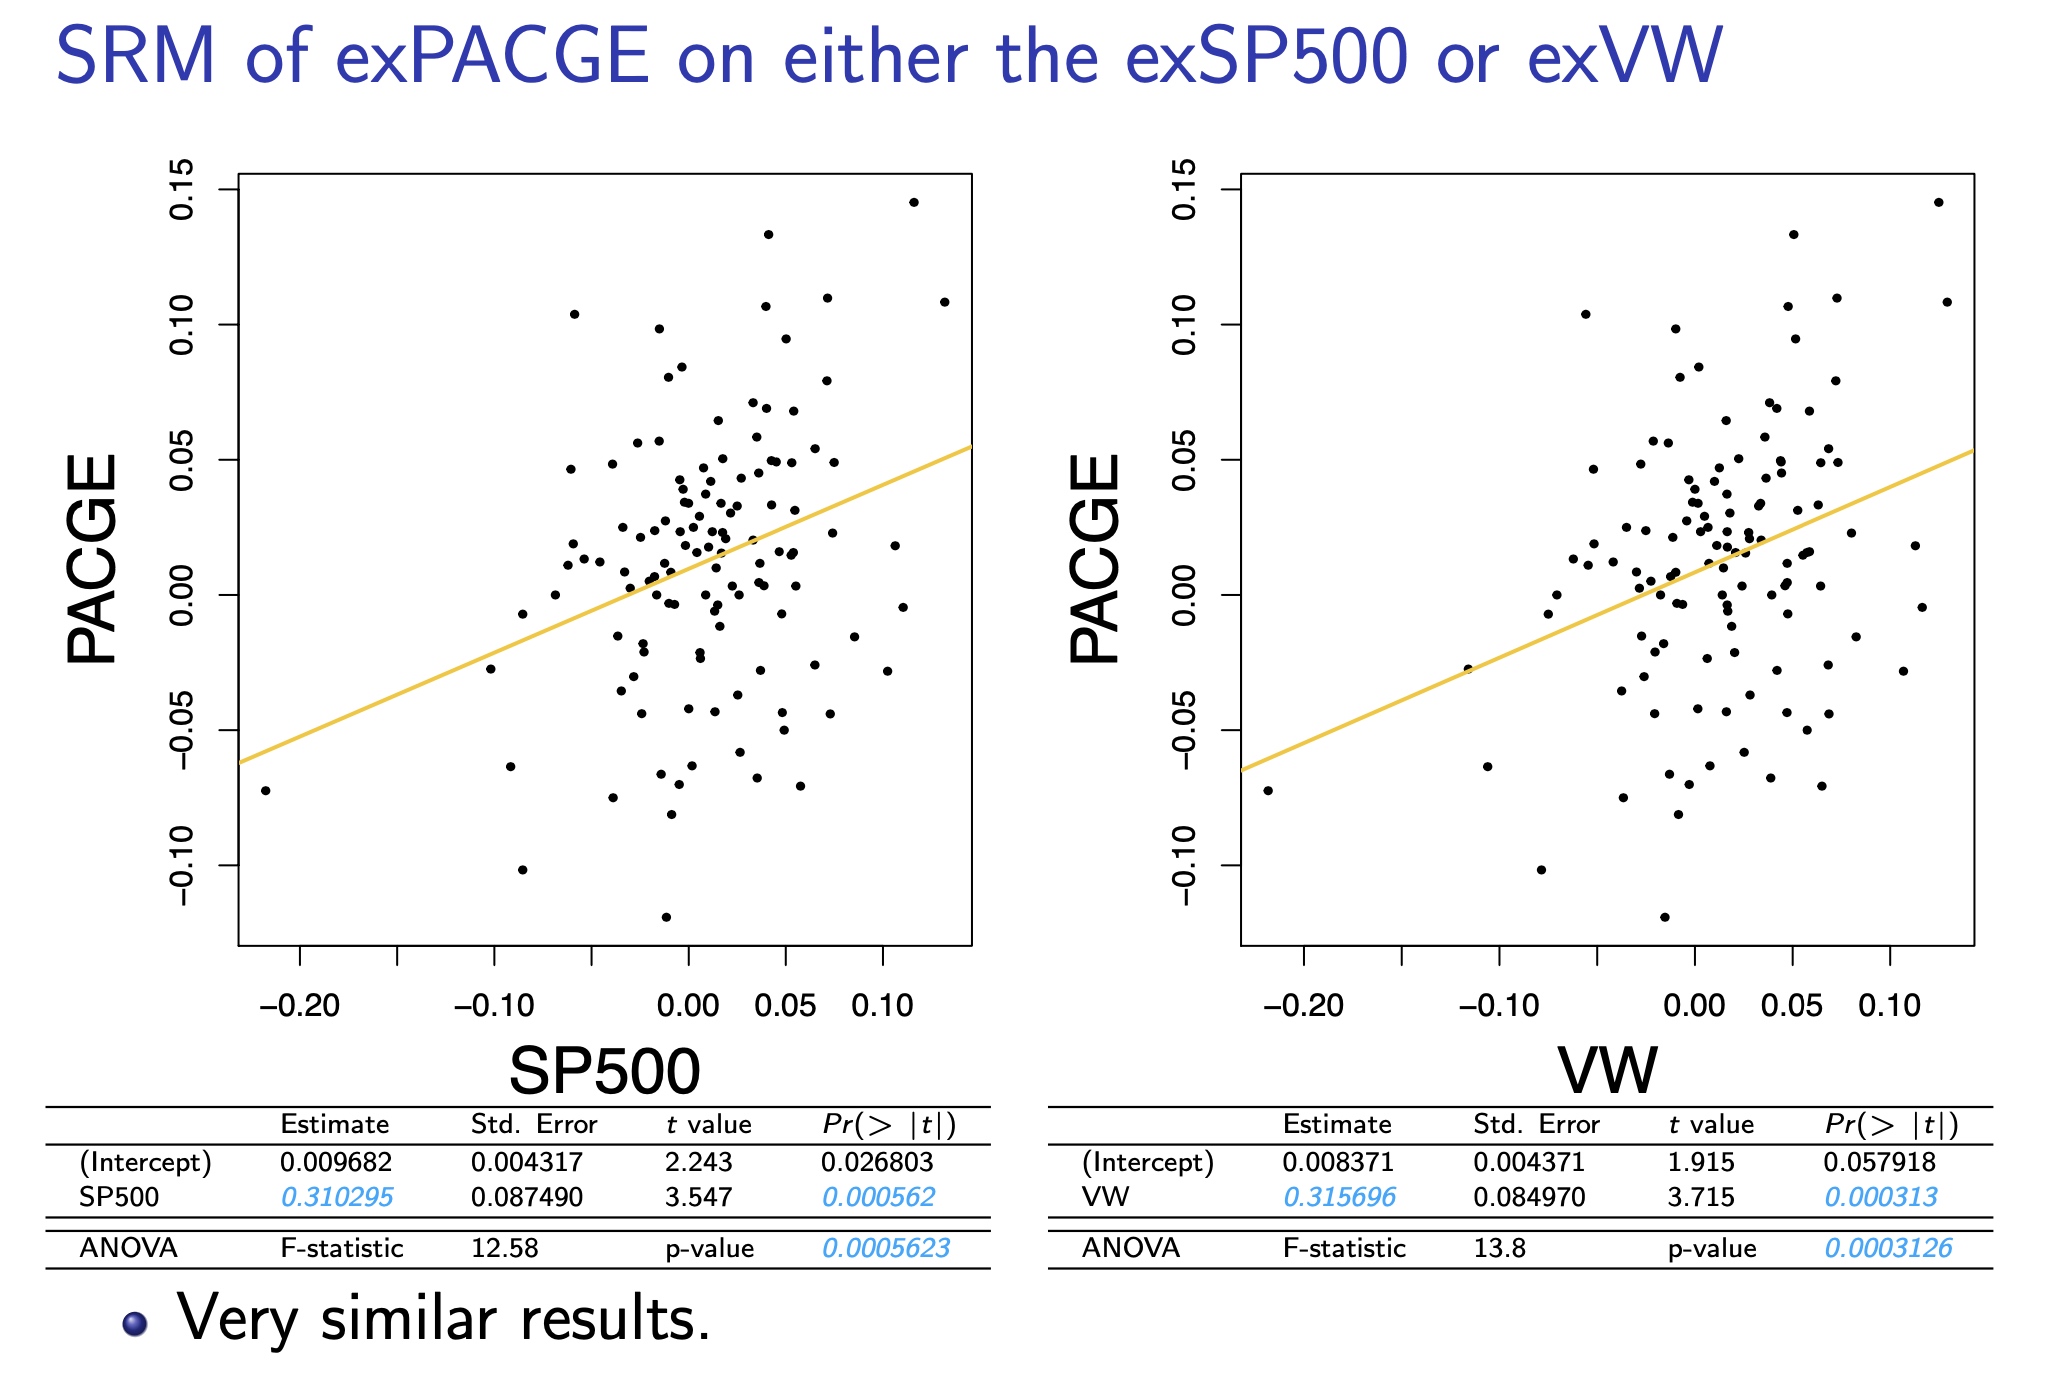 SRM of exPACGE on either the exSP500 or exVW
PACGE
0.15
0.10
0.05
0.00
−0.05
−0.10
−0.20
−0.10
0.00
0.05
0.10
SP500
PACGE
0.15
0.10
0.05
0.00
−0.05
−0.10
−0.20
−0.10
0.00
0.05
0.10
VW
Estimate Std. Error t value Pr(> |t|)
(Intercept) 0.009682 0.004317 2.243 0.026803
SP500 0.310295 0.087490 3.547 0.000562
ANOVA F-statistic 12.58 p-value 0.0005623
Estimate Std. Error t value Pr(> |t|)
(Intercept) 0.008371 0.004371 1.915 0.057918
VW 0.315696 0.084970 3.715 0.000313
ANOVA F-statistic 13.8 p-value 0.0003126
Very similar results.